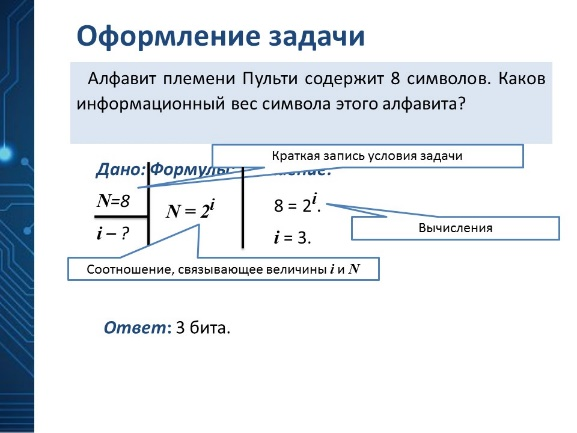 Оформление задачи
Алфавит племени Пульти содержит 8 символов. Каков
информационный вес символа этого алфавита?
Краткая запись условия задачи
Дано: Формулы:
N=8
N = 2^i
8 = 2^i.
i – ?
i = 3.
Вычисления
Соотношение, связывающее величины i и N
Ответ: 3 бита.